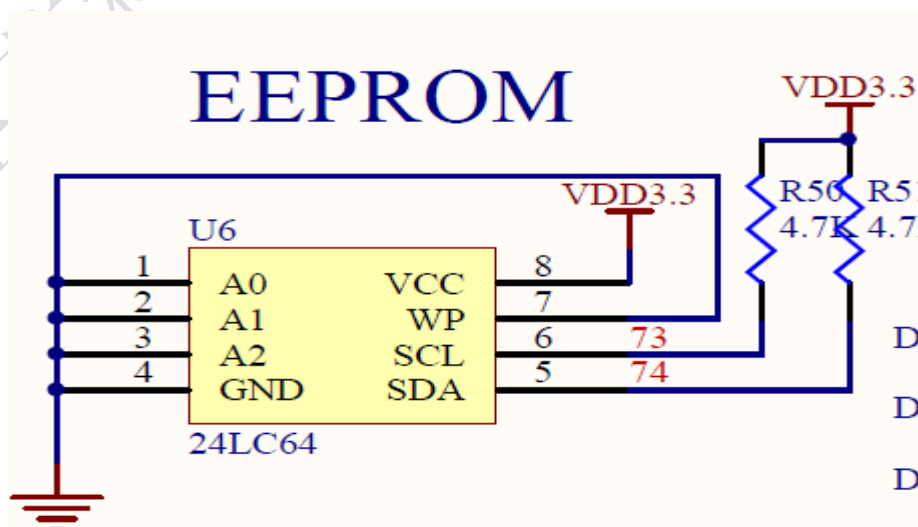 EEPROM
VDD3.3
VDD3.3
R50
4.7K
U6
1 A0 VCC 8
2 A1 WP 7
3 A2 SCL 6 73
4 GND SDA 5 74
24LC64